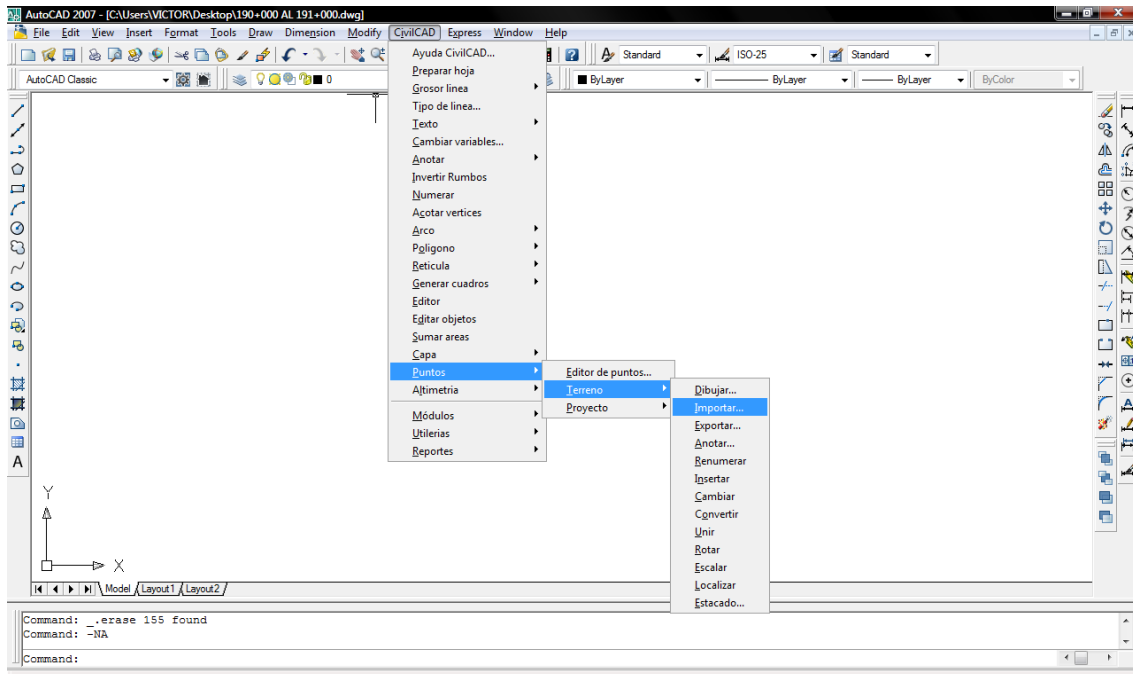 AutoCAD 2007 - [C:\Users\VICTOR\Desktop\190+000 AL 191+000.dwg]
File Edit View Insert Format Tools Draw Dimension Modify CivilCAD Express Window Help
Standard ISO-25 Standard
AutoCAD Classic 0 ByLayer ByLayer ByLayer ByColor
Ayuda CivilCAD...
Preparar hoja
Grosor linea
Tipo de linea...
Texto
Cambiar variables...
Anotar
Invertir Rumbos
Numerar
Acotar vertices
Arco
Poligono
Reticula
Generar cuadros
Editor
Editar objetos
Sumar areas
Capa
Puntos
Altimetria
Módulos
Utilerias
Reportes
Editor de puntos...
Terreno
Proyecto
Dibujar...
Importar...
Exportar...
Anotar...
Renumerar
Insertar
Cambiar
Convertir
Unir
Rotar
Escalar
Localizar
Estacado...
A
Y
X
Model Layout1 Layout2
Command: _.erase 155 found
Command: -NA
Command: